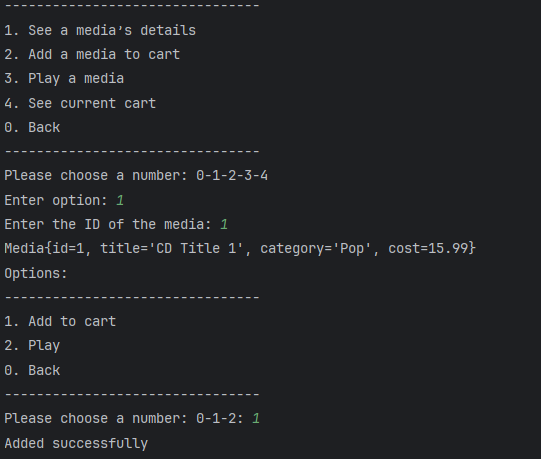 --------------------------------
1. See a media's details
2. Add a media to cart
3. Play a media
4. See current cart
0. Back
--------------------------------
Please choose a number: 0-1-2-3-4
Enter option: 1
Enter the ID of the media: 1
Media{id=1, title='CD Title 1', category='Pop', cost=15.99}
Options:
--------------------------------
1. Add to cart
2. Play
0. Back
--------------------------------
Please choose a number: 0-1-2: 1
Added successfully